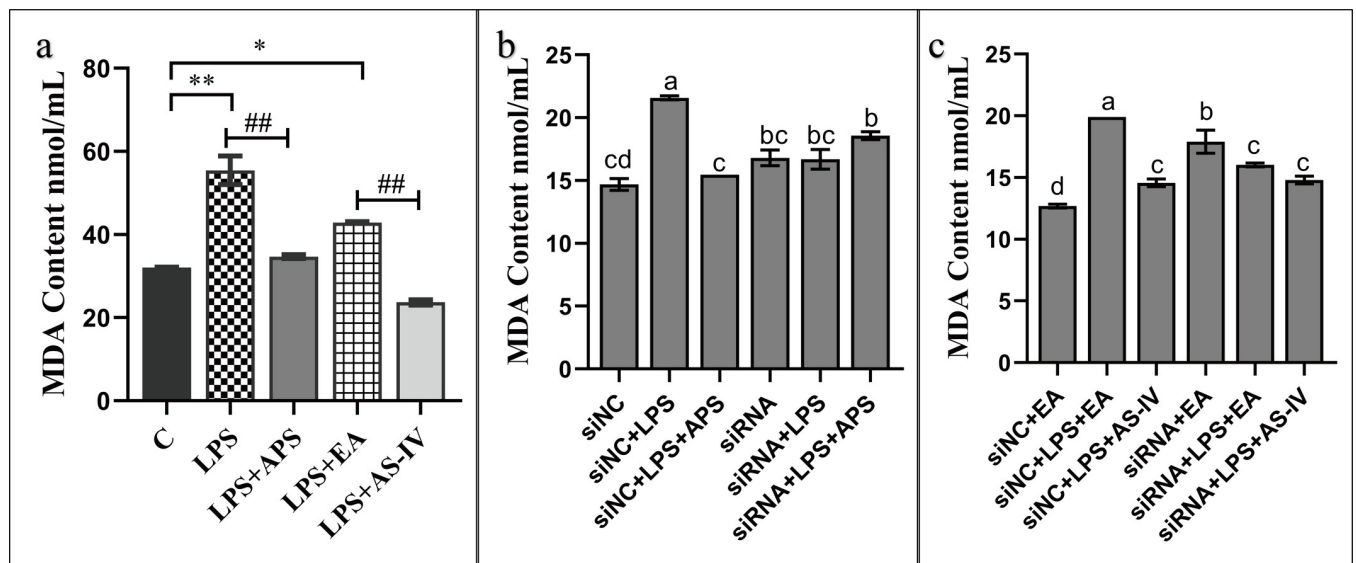 a
MDA Content nmol/mL
80
60
40
20
0
*
**
##
##
C
LPS
LPS+APS
LPS+EA
LPS+AS-IV
b
MDA Content nmol/mL
25
20
15
10
5
0
cd
a
c
bc
bc
b
siNC
siNC+LPS
siNC+LPS+APS
siRNA
siRNA+LPS
siRNA+LPS+APS
c
MDA Content nmol/mL
25
20
15
10
5
0
d
a
c
b
c
c
siNC+EA
siNC+LPS+EA
siNC+LPS+AS-IV
siRNA+EA
siRNA+LPS+EA
siRNA+LPS+AS-IV